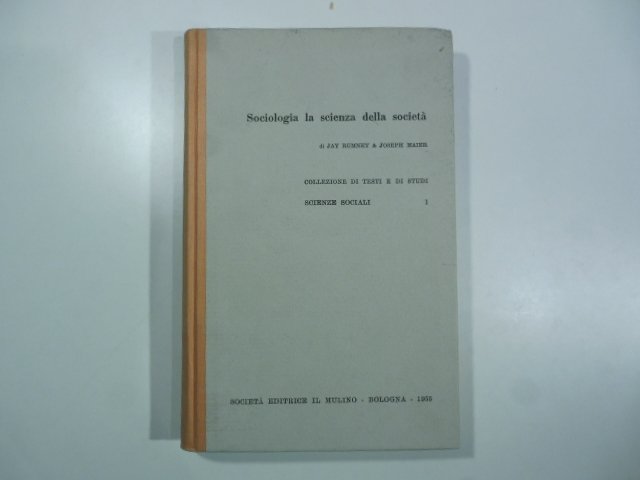 Sociologia la scienza della società
di JAY RUMNEY & JOSEPH MAIER
COLLEZIONE DI TESTI E DI STUDI
SCIENZE SOCIALI 1
SOCIETÀ EDITRICE IL MULINO - BOLOGNA -